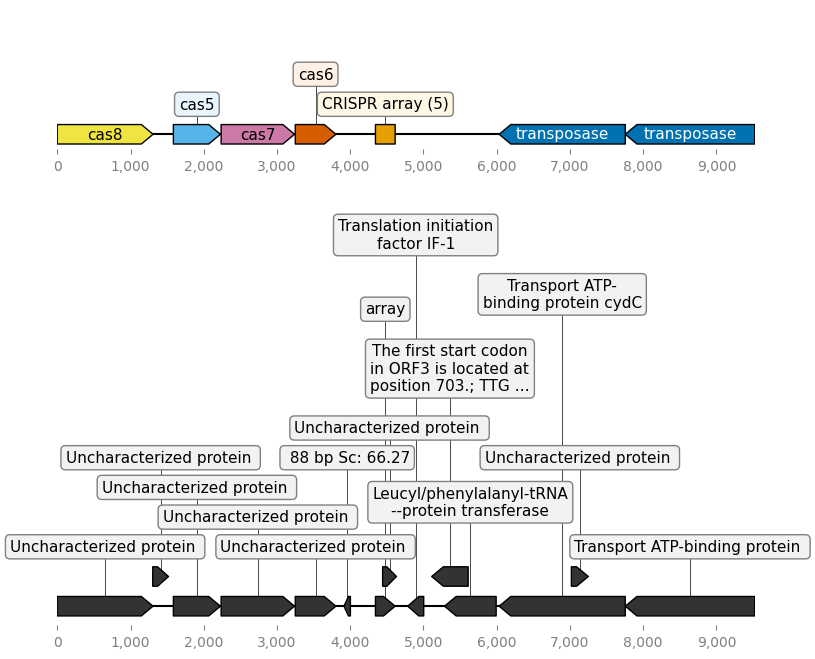 cas6
cas5
CRISPR array (5)
cas8
cas7
transposase
transposase
0
1,000
2,000
3,000
4,000
5,000
6,000
7,000
8,000
9,000
Translation initiation
factor IF-1
Transport ATP-
binding protein cydC
array
The first start codon
in ORF3 is located at
position 703.; TTG ...
Uncharacterized protein
Uncharacterized protein
88 bp Sc: 66.27
Uncharacterized protein
Uncharacterized protein
Leucyl/phenylalanyl-tRNA
--protein transferase
Uncharacterized protein
Uncharacterized protein
Uncharacterized protein
Transport ATP-binding protein
0
1,000
2,000
3,000
4,000
5,000
6,000
7,000
8,000
9,000